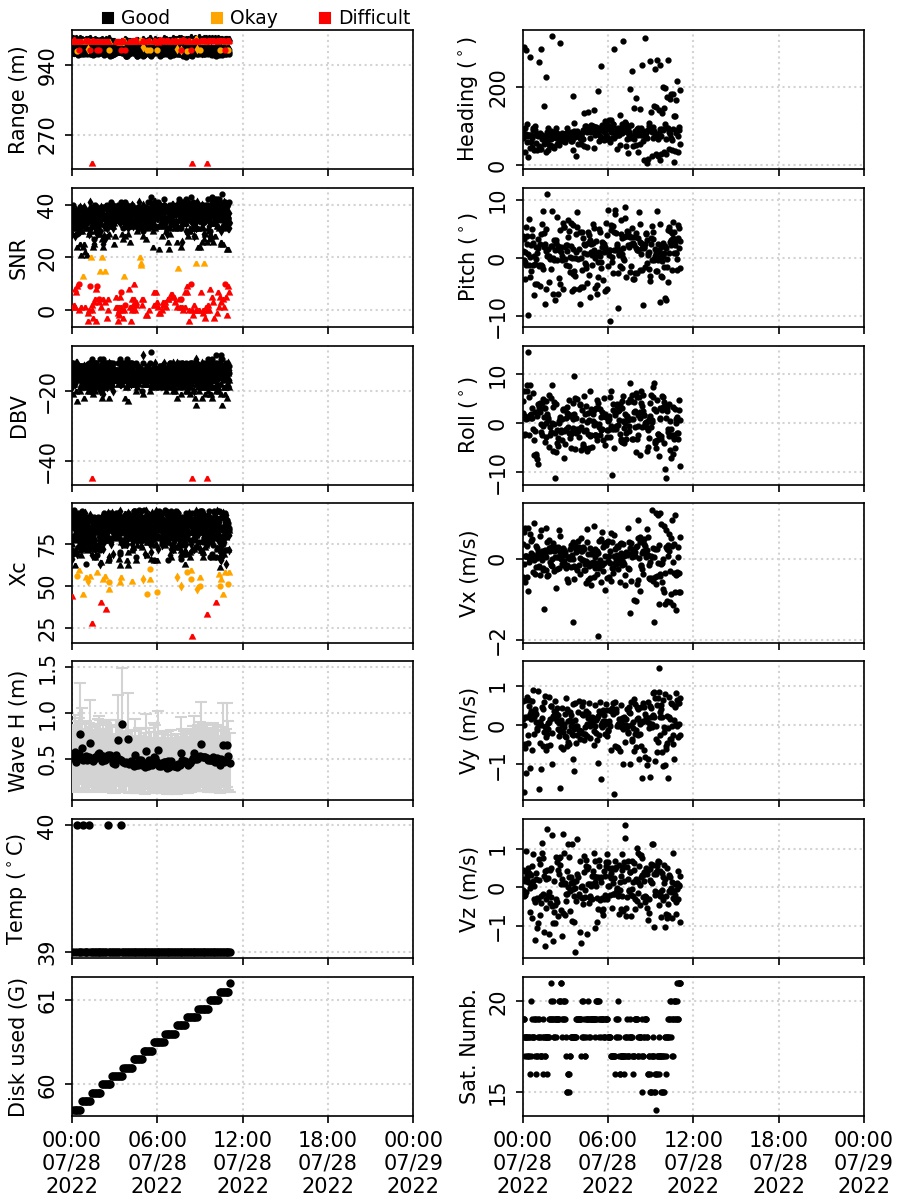 Good Okay Difficult
Range (m)
940
270
Heading (°)
200
0
SNR
40
20
0
Pitch (°)
10
0
−10
DBV
−20
−40
Roll (°)
10
0
−10
Xc
75
50
25
Vx (m/s)
0
−2
Wave H (m)
1.5
1.0
0.5
Vy (m/s)
1
0
−1
Temp (°C)
40
39
Vz (m/s)
1
0
−1
Disk used (G)
61
60
Sat. Numb.
20
15
00:00 06:00 12:00 18:00 00:00
07/28 07/28 07/28 07/28 07/29
2022 2022 2022 2022 2022
00:00 06:00 12:00 18:00 00:00
07/28 07/28 07/28 07/28 07/29
2022 2022 2022 2022 2022